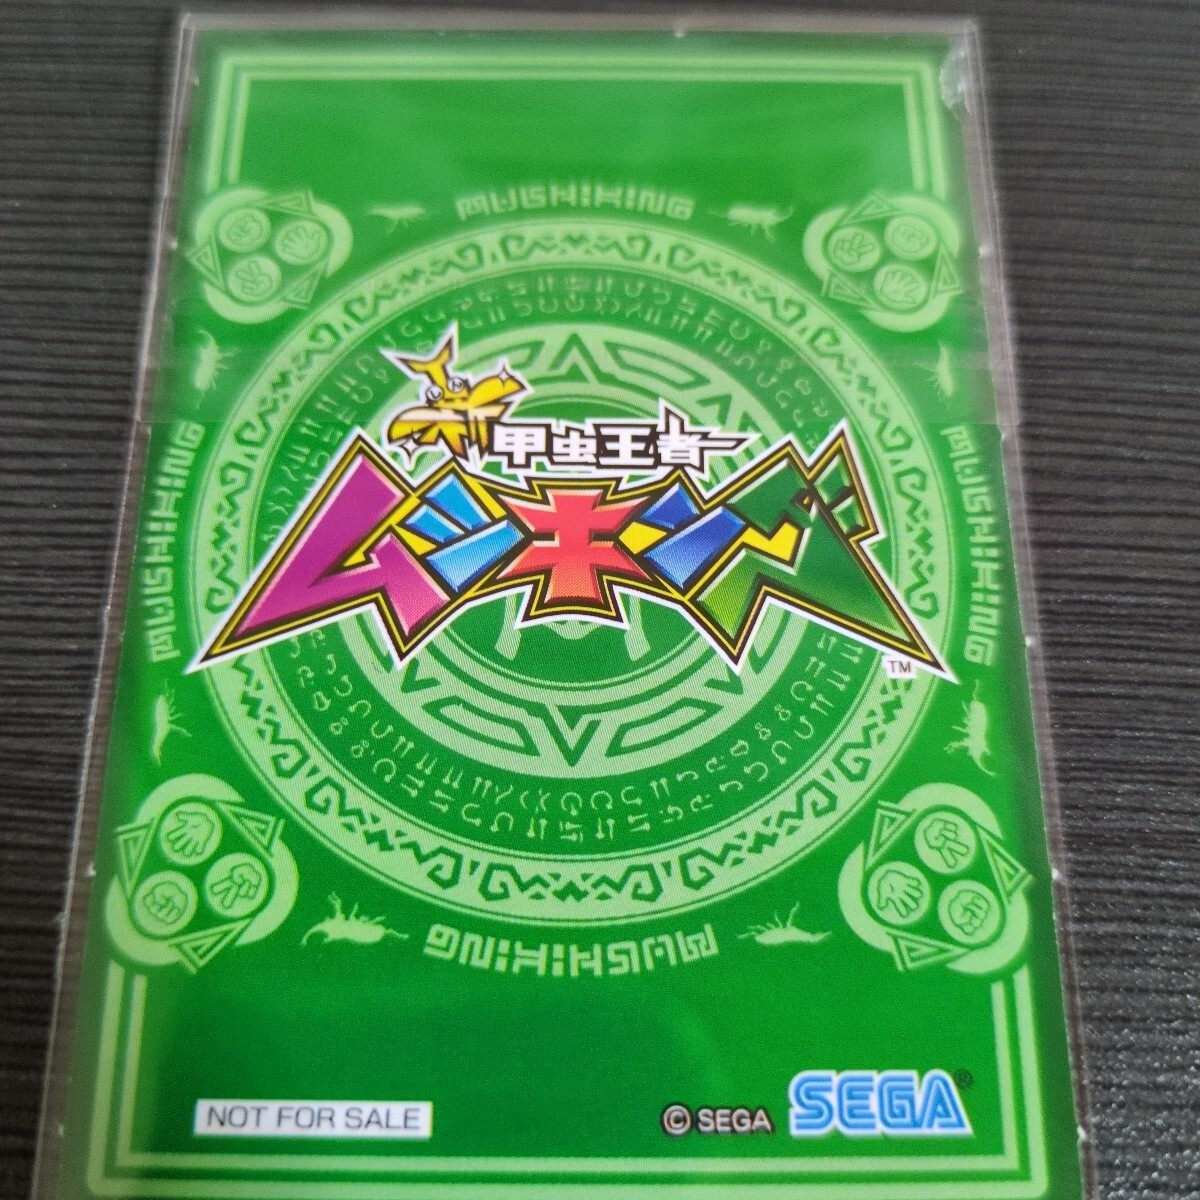 MUSHIKING
甲虫王者
ムシキング
TM
MUSHIKING
MUSHIKING
MUSHIKING
NOT FOR SALE
© SEGA
SEGA®